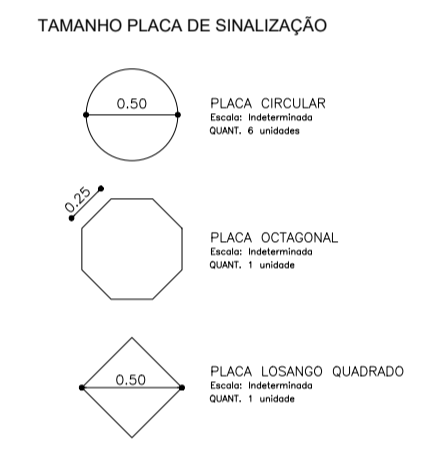 TAMANHO PLACA DE SINALIZAÇÃO
0.50
PLACA CIRCULAR
Escala: Indeterminada
QUANT. 6 unidades
0.25
PLACA OCTAGONAL
Escala: Indeterminada
QUANT. 1 unidade
0.50
PLACA LOSANGO QUADRADO
Escala: Indeterminada
QUANT. 1 unidade